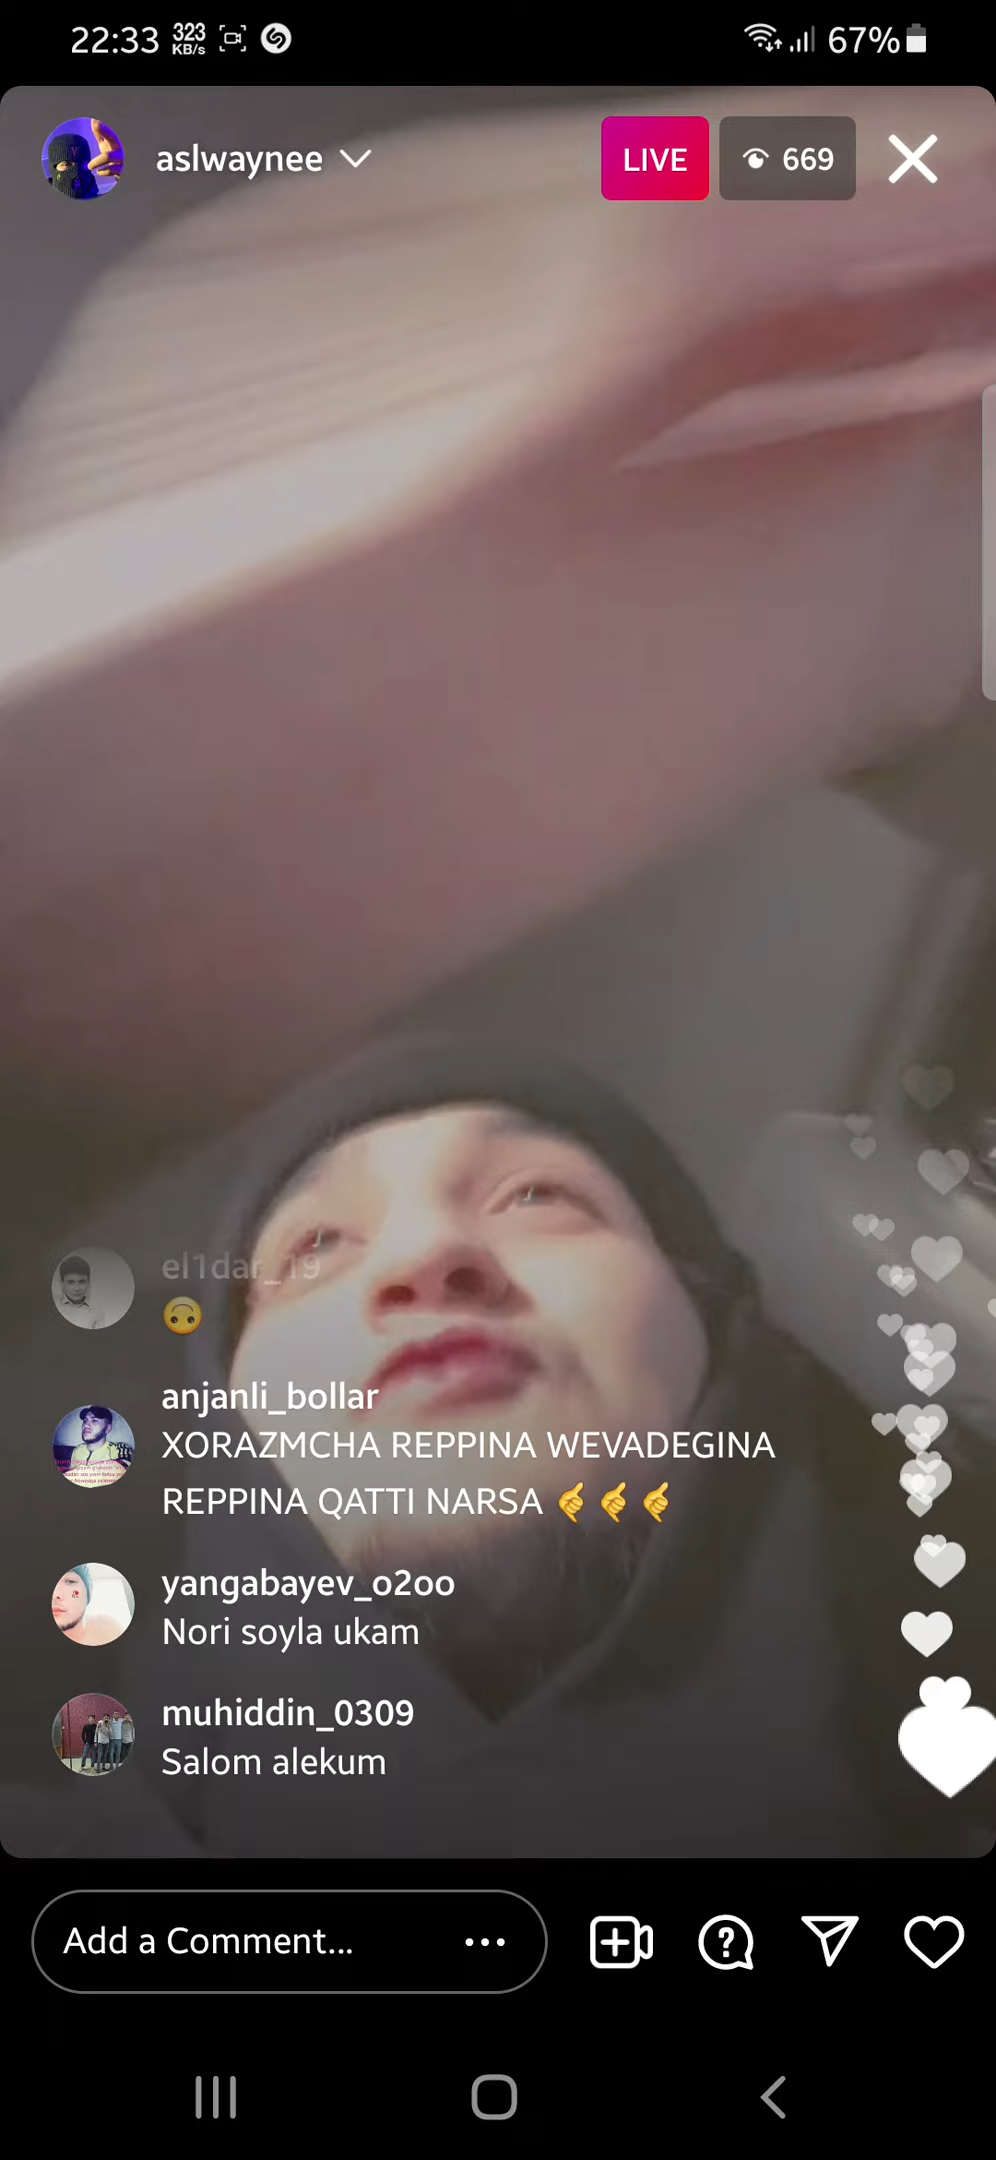 22:33 323 KB/s 67%
aslwaynee LIVE 669
el1dar_19
🙃
anjanli_bollar
XORAZMCHA REPPINA WEVADEGINA
REPPINA QATTI NARSA 🤙🤙🤙
yangabayev_o2oo
Nori soyla ukam
muhiddin_0309
Salom alekum
Add a Comment...